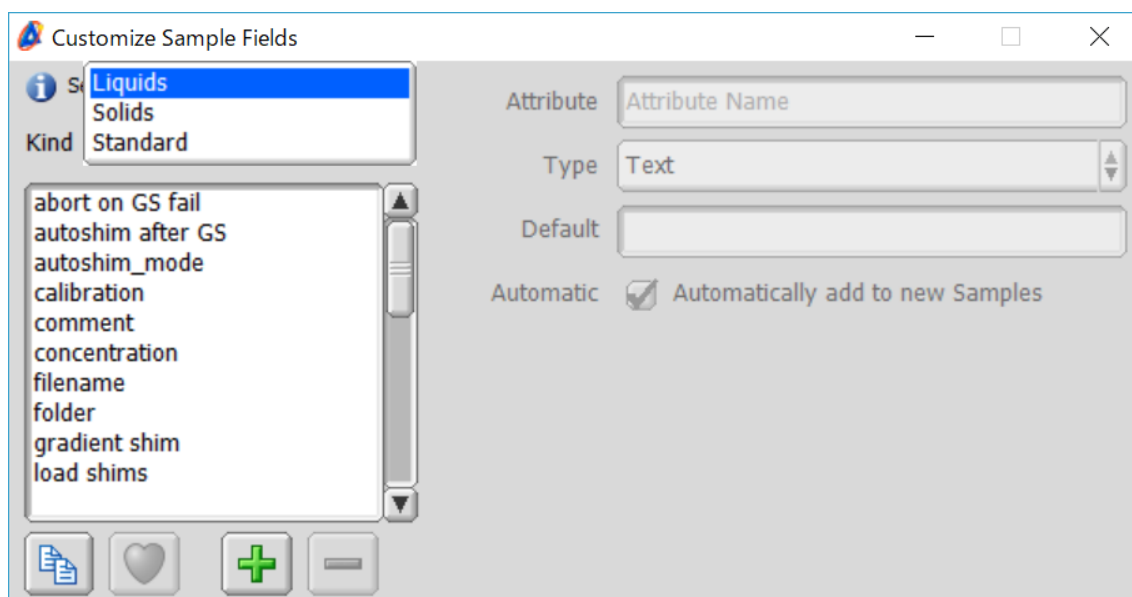 Customize Sample Fields
Liquids
Solids
Kind Standard
abort on GS fail
autoshim after GS
autoshim_mode
calibration
comment
concentration
filename
folder
gradient shim
load shims
Attribute Attribute Name
Type Text
Default
Automatic Automatically add to new Samples